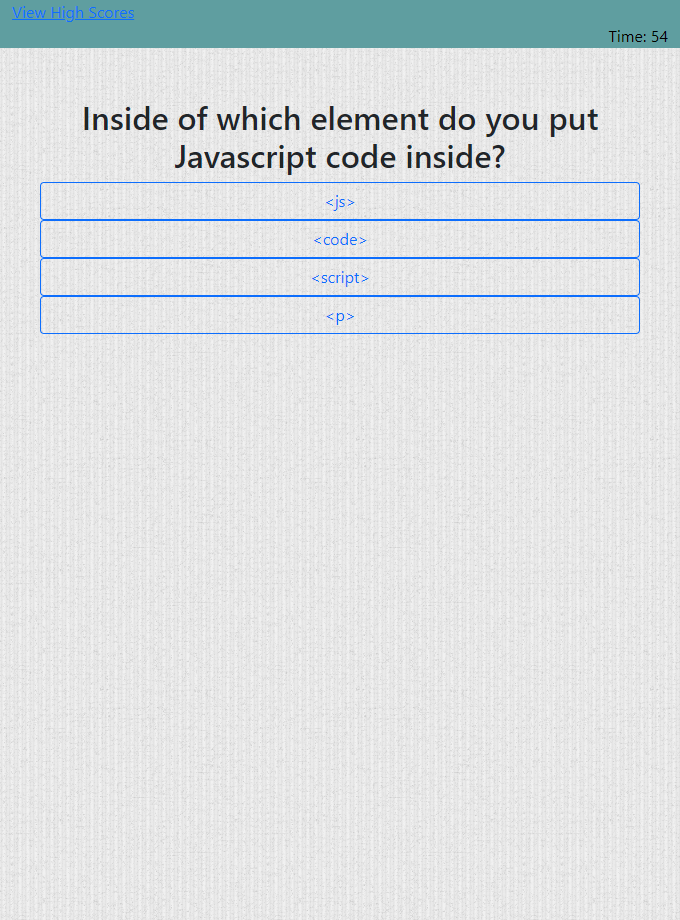 View High Scores
Time: 54
Inside of which element do you put
Javascript code inside?
<js>
<code>
<script>
<p>